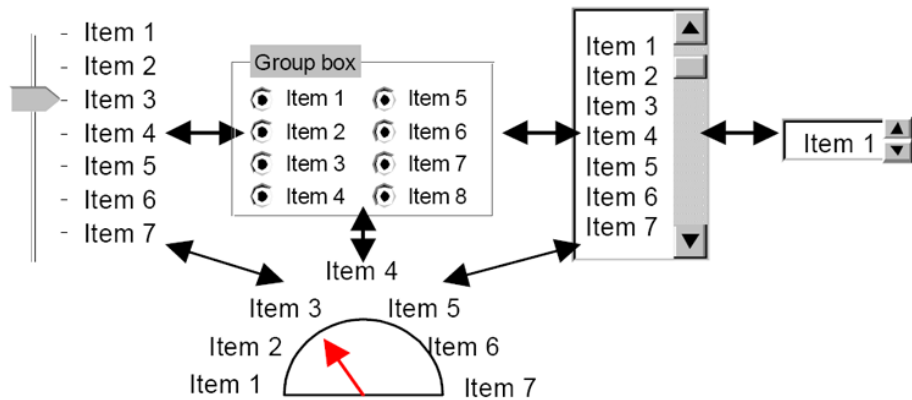 Item 1
Item 2
Item 3
Item 4
Item 5
Item 6
Item 7
Group box
Item 1 Item 5
Item 2 Item 6
Item 3 Item 7
Item 4 Item 8
Item 1
Item 2
Item 3
Item 4
Item 5
Item 6
Item 7
Item 1
Item 4
Item 3 Item 5
Item 2 Item 6
Item 1 Item 7